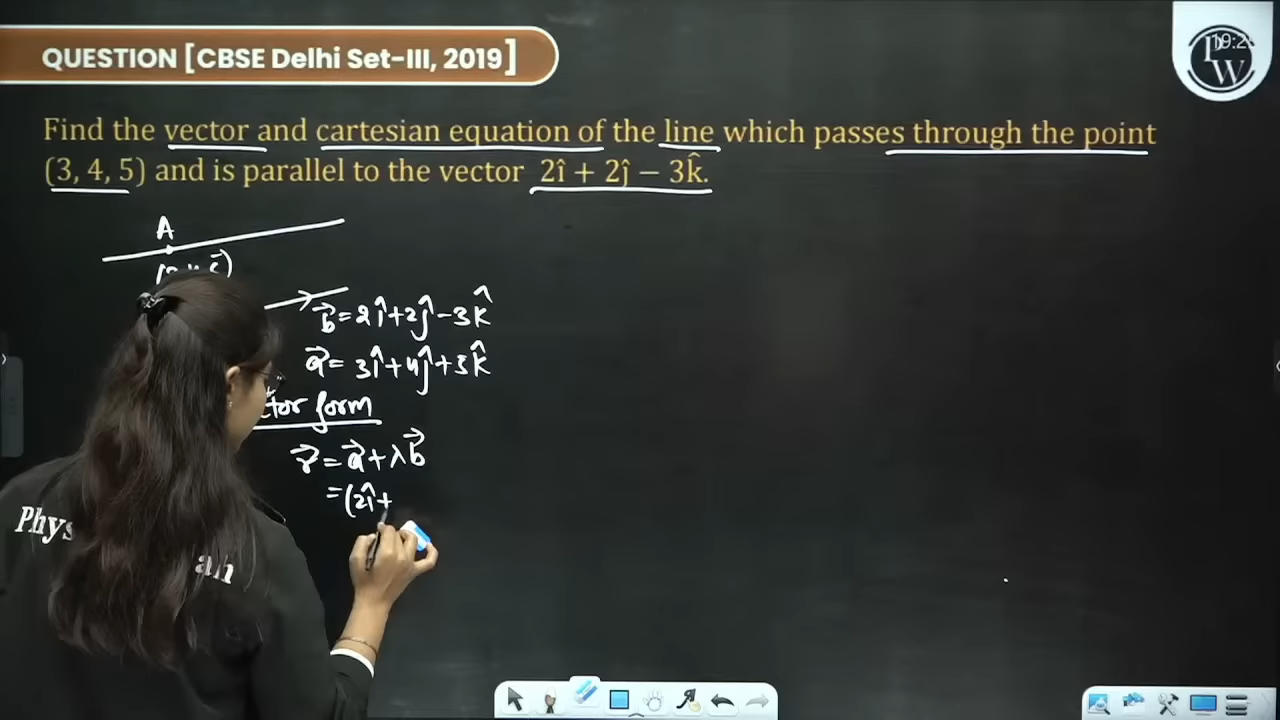 QUESTION [CBSE Delhi Set-III, 2019]
PW
Find the vector and cartesian equation of the line which passes through the point
(3, 4, 5) and is parallel to the vector 2î + 2ĵ − 3k̂.
A
b⃗ = 2î+2ĵ-3k̂
a⃗ = 3î+4ĵ+5k̂
form
r⃗ = a⃗+λb⃗
=(2î+
Phys
ah